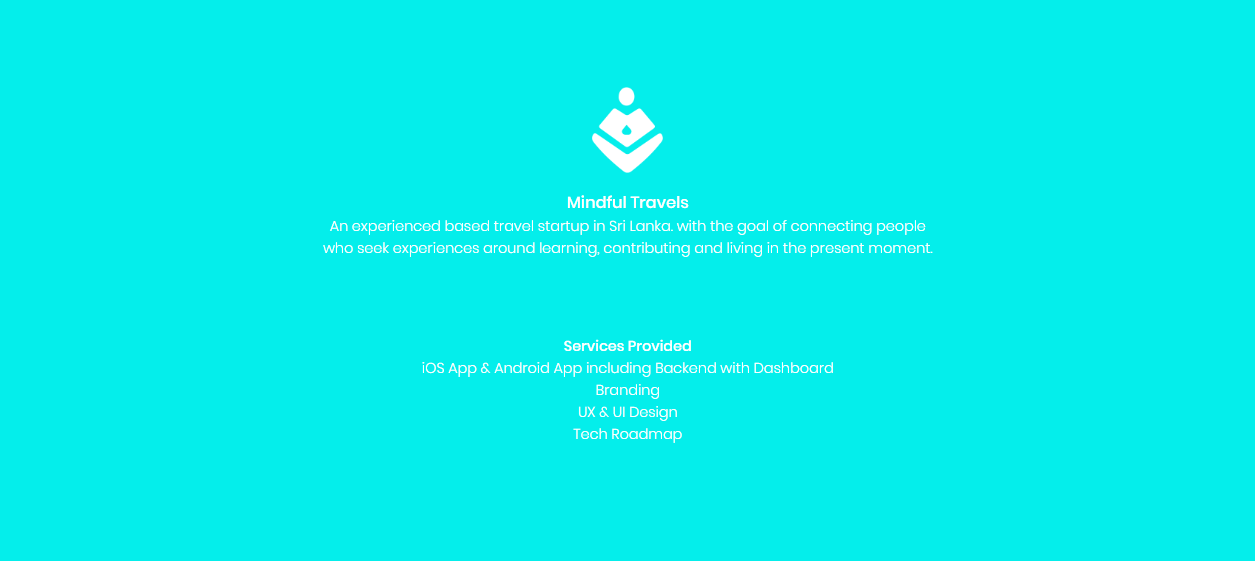 Mindful Travels
An experienced based travel startup in Sri Lanka. with the goal of connecting people
who seek experiences around learning, contributing and living in the present moment.
Services Provided
iOS App & Android App including Backend with Dashboard
Branding
UX & UI Design
Tech Roadmap